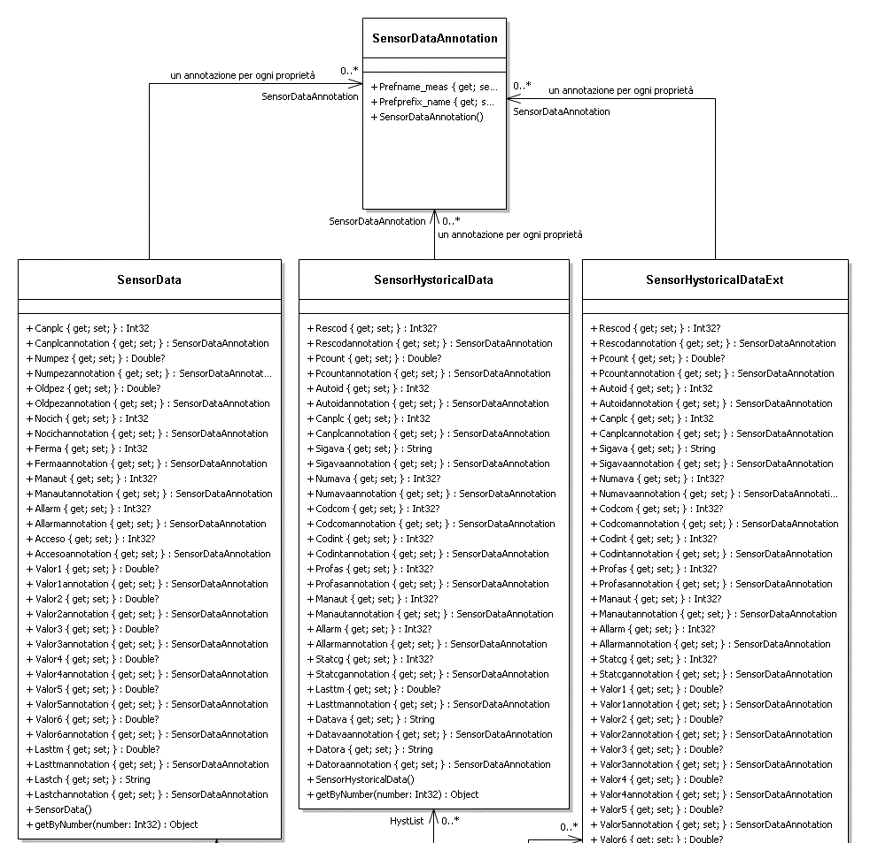 SensorDataAnnotation
+Prefname_meas { get; se...
+Prefprefix_name { get; s...
+SensorDataAnnotation()
un annotazione per ogni proprietà
0..*
SensorDataAnnotation
0..*
un annotazione per ogni proprietà
SensorDataAnnotation
SensorDataAnnotation
0..*
un annotazione per ogni proprietà
SensorData
+Canplc { get; set; } : Int32
+Canplcannotation { get; set; } : SensorDataAnnotation
+Numpez { get; set; } : Double?
+Numpezannotation { get; set; } : SensorDataAnnotat...
+Oldpez { get; set; } : Double?
+Oldpezannotation { get; set; } : SensorDataAnnotation
+Nocich { get; set; } : Int32
+Nocichannotation { get; set; } : SensorDataAnnotation
+Ferma { get; set; } : Int32
+Fermaannotation { get; set; } : SensorDataAnnotation
+Manaut { get; set; } : Int32?
+Manautannotation { get; set; } : SensorDataAnnotation
+Allarm { get; set; } : Int32?
+Allarmannotation { get; set; } : SensorDataAnnotation
+Acceso { get; set; } : Int32?
+Accesoannotation { get; set; } : SensorDataAnnotation
+Valor1 { get; set; } : Double?
+Valor1annotation { get; set; } : SensorDataAnnotation
+Valor2 { get; set; } : Double?
+Valor2annotation { get; set; } : SensorDataAnnotation
+Valor3 { get; set; } : Double?
+Valor3annotation { get; set; } : SensorDataAnnotation
+Valor4 { get; set; } : Double?
+Valor4annotation { get; set; } : SensorDataAnnotation
+Valor5 { get; set; } : Double?
+Valor5annotation { get; set; } : SensorDataAnnotation
+Valor6 { get; set; } : Double?
+Valor6annotation { get; set; } : SensorDataAnnotation
+Lasttm { get; set; } : Double?
+Lasttmannotation { get; set; } : SensorDataAnnotation
+Lastch { get; set; } : String
+Lastchannotation { get; set; } : SensorDataAnnotation
+SensorData()
+getByNumber(number: Int32) : Object
SensorHystoricalData
+Rescod { get; set; } : Int32?
+Rescodannotation { get; set; } : SensorDataAnnotation
+Pcount { get; set; } : Double?
+Pcountannotation { get; set; } : SensorDataAnnotation
+Autoid { get; set; } : Int32
+Autoidannotation { get; set; } : SensorDataAnnotation
+Canplc { get; set; } : Int32
+Canplcannotation { get; set; } : SensorDataAnnotation
+Sigava { get; set; } : String
+Sigavaannotation { get; set; } : SensorDataAnnotation
+Numava { get; set; } : Int32?
+Numavaannotation { get; set; } : SensorDataAnnotation
+Codcom { get; set; } : Int32?
+Codcomannotation { get; set; } : SensorDataAnnotation
+Codint { get; set; } : Int32?
+Codintannotation { get; set; } : SensorDataAnnotation
+Profas { get; set; } : Int32?
+Profasannotation { get; set; } : SensorDataAnnotation
+Manaut { get; set; } : Int32?
+Manautannotation { get; set; } : SensorDataAnnotation
+Allarm { get; set; } : Int32?
+Allarmannotation { get; set; } : SensorDataAnnotation
+Statcg { get; set; } : Int32?
+Statcgannotation { get; set; } : SensorDataAnnotation
+Lasttm { get; set; } : Double?
+Lasttmannotation { get; set; } : SensorDataAnnotation
+Datava { get; set; } : String
+Datavaannotation { get; set; } : SensorDataAnnotation
+Datora { get; set; } : String
+Datoraannotation { get; set; } : SensorDataAnnotation
+SensorHystoricalData()
+getByNumber(number: Int32) : Object
HystList
0..*
SensorHystoricalDataExt
+Rescod { get; set; } : Int32?
+Rescodannotation { get; set; } : SensorDataAnnotation
+Pcount { get; set; } : Double?
+Pcountannotation { get; set; } : SensorDataAnnotation
+Autoid { get; set; } : Int32
+Autoidannotation { get; set; } : SensorDataAnnotation
+Canplc { get; set; } : Int32
+Canplcannotation { get; set; } : SensorDataAnnotation
+Sigava { get; set; } : String
+Sigavaannotation { get; set; } : SensorDataAnnotation
+Numava { get; set; } : Int32?
+Numavaannotation { get; set; } : SensorDataAnnotati...
+Codcom { get; set; } : Int32?
+Codcomannotation { get; set; } : SensorDataAnnotation
+Codint { get; set; } : Int32?
+Codintannotation { get; set; } : SensorDataAnnotation
+Profas { get; set; } : Int32?
+Profasannotation { get; set; } : SensorDataAnnotation
+Manaut { get; set; } : Int32?
+Manautannotation { get; set; } : SensorDataAnnotation
+Allarm { get; set; } : Int32?
+Allarmannotation { get; set; } : SensorDataAnnotation
+Statcg { get; set; } : Int32?
+Statcgannotation { get; set; } : SensorDataAnnotation
+Valor1 { get; set; } : Double?
+Valor1annotation { get; set; } : SensorDataAnnotation
+Valor2 { get; set; } : Double?
+Valor2annotation { get; set; } : SensorDataAnnotation
+Valor3 { get; set; } : Double?
+Valor3annotation { get; set; } : SensorDataAnnotation
+Valor4 { get; set; } : Double?
+Valor4annotation { get; set; } : SensorDataAnnotation
+Valor5 { get; set; } : Double?
+Valor5annotation { get; set; } : SensorDataAnnotation
+Valor6 { get; set; } : Double?
0..*